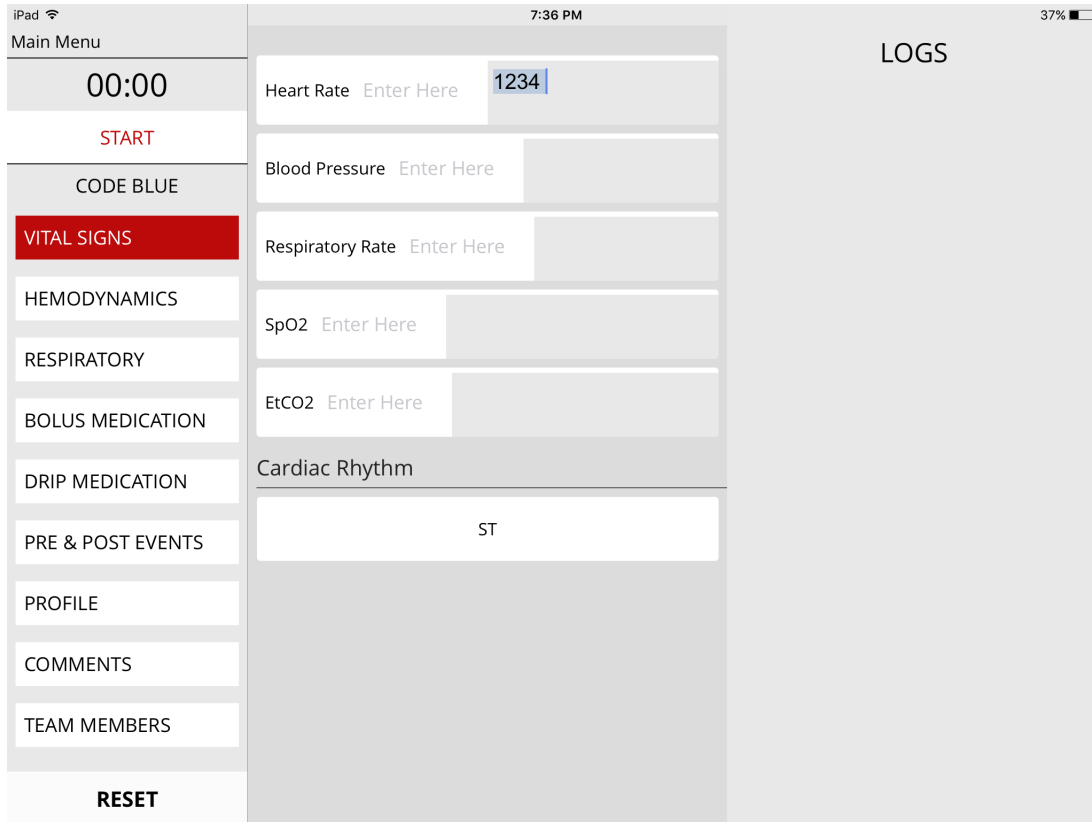 iPad 7:36 PM 37%
Main Menu
00:00
START
CODE BLUE
VITAL SIGNS
HEMODYNAMICS
RESPIRATORY
BOLUS MEDICATION
DRIP MEDICATION
PRE & POST EVENTS
PROFILE
COMMENTS
TEAM MEMBERS
RESET
Heart Rate Enter Here 1234
Blood Pressure Enter Here
Respiratory Rate Enter Here
SpO2 Enter Here
EtCO2 Enter Here
Cardiac Rhythm
ST
LOGS